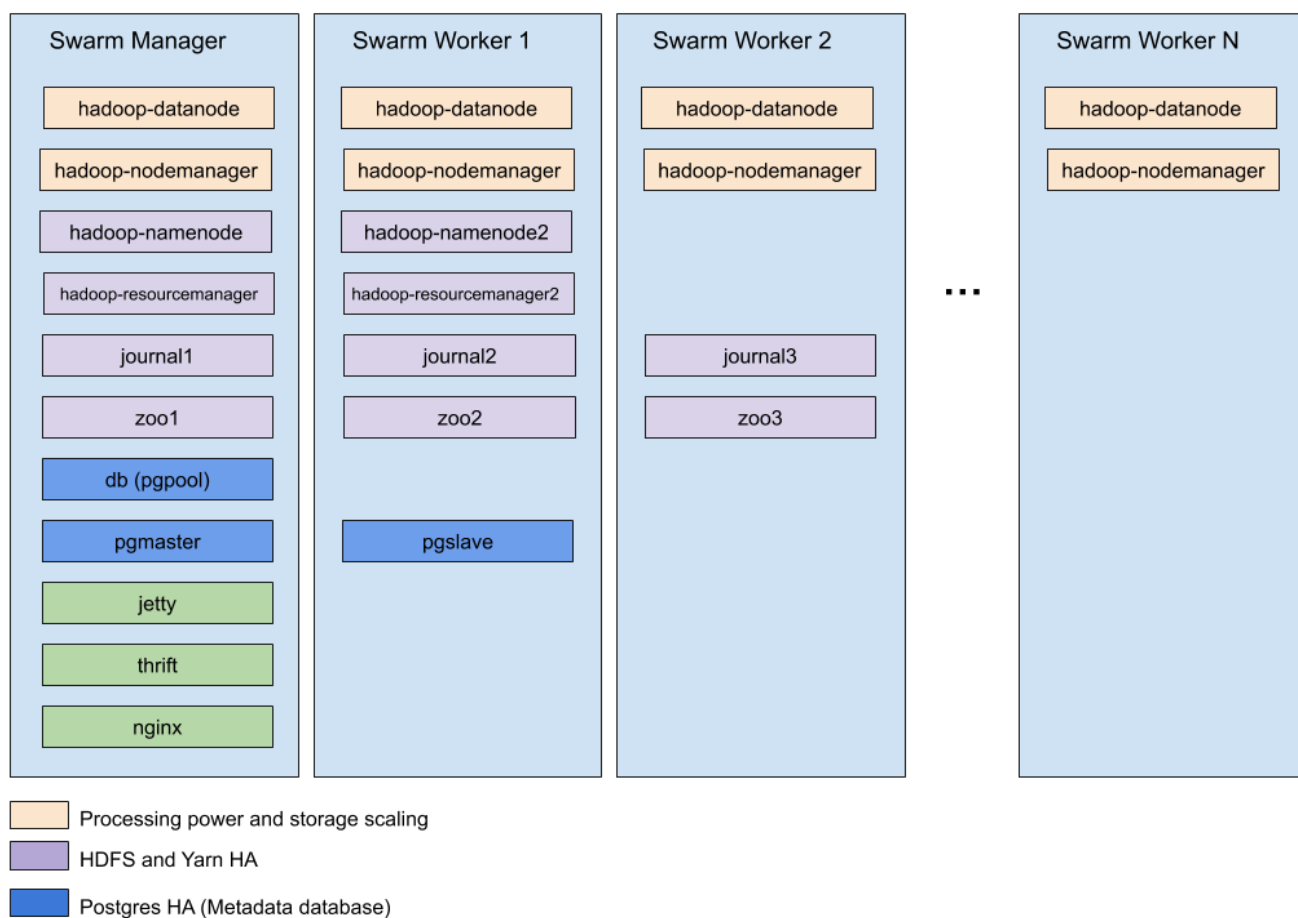 Swarm Manager
hadoop-datanode
hadoop-nodemanager
hadoop-namenode
hadoop-resourcemanager
journal1
zoo1
db (pgpool)
pgmaster
jetty
thrift
nginx
Swarm Worker 1
hadoop-datanode
hadoop-nodemanager
hadoop-namenode2
hadoop-resourcemanager2
journal2
zoo2
pgslave
Swarm Worker 2
hadoop-datanode
hadoop-nodemanager
journal3
zoo3
...
Swarm Worker N
hadoop-datanode
hadoop-nodemanager
Processing power and storage scaling
HDFS and Yarn HA
Postgres HA (Metadata database)